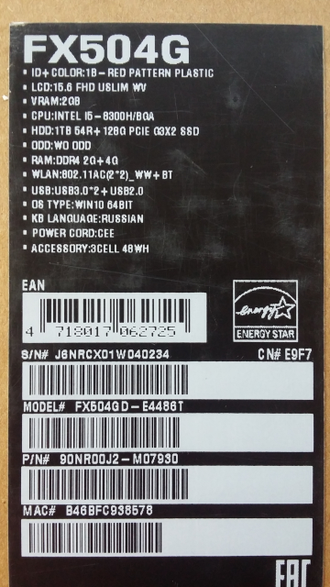 FX504G
• ID+COLOR:1B-RED PATTERN PLASTIC
• LCD:15.6 FHD USLIM WV
• VRAM:2GB
• CPU:INTEL I5-8300H/BGA
• HDD:1TB 54R+128G PCIE G3X2 SSD
• ODD:WO ODD
• RAM:DDR4 2G+4G
• WLAN:802.11AC(2*2)_WW+BT
• USB:USB3.0*2+USB2.0
• OS TYPE:WIN10 64BIT
• KB LANGUAGE:RUSSIAN
• POWER CORD:CEE
• ACCESSORY:3CELL 48WH
EAN
4 718017 062725
energy
ENERGY STAR
S/N# J6NRCX01W040234 CN# E9F7
MODEL# FX504GD-E4486T
P/N# 90NR00J2-M07930
MAC# B46BFC938578
EAC